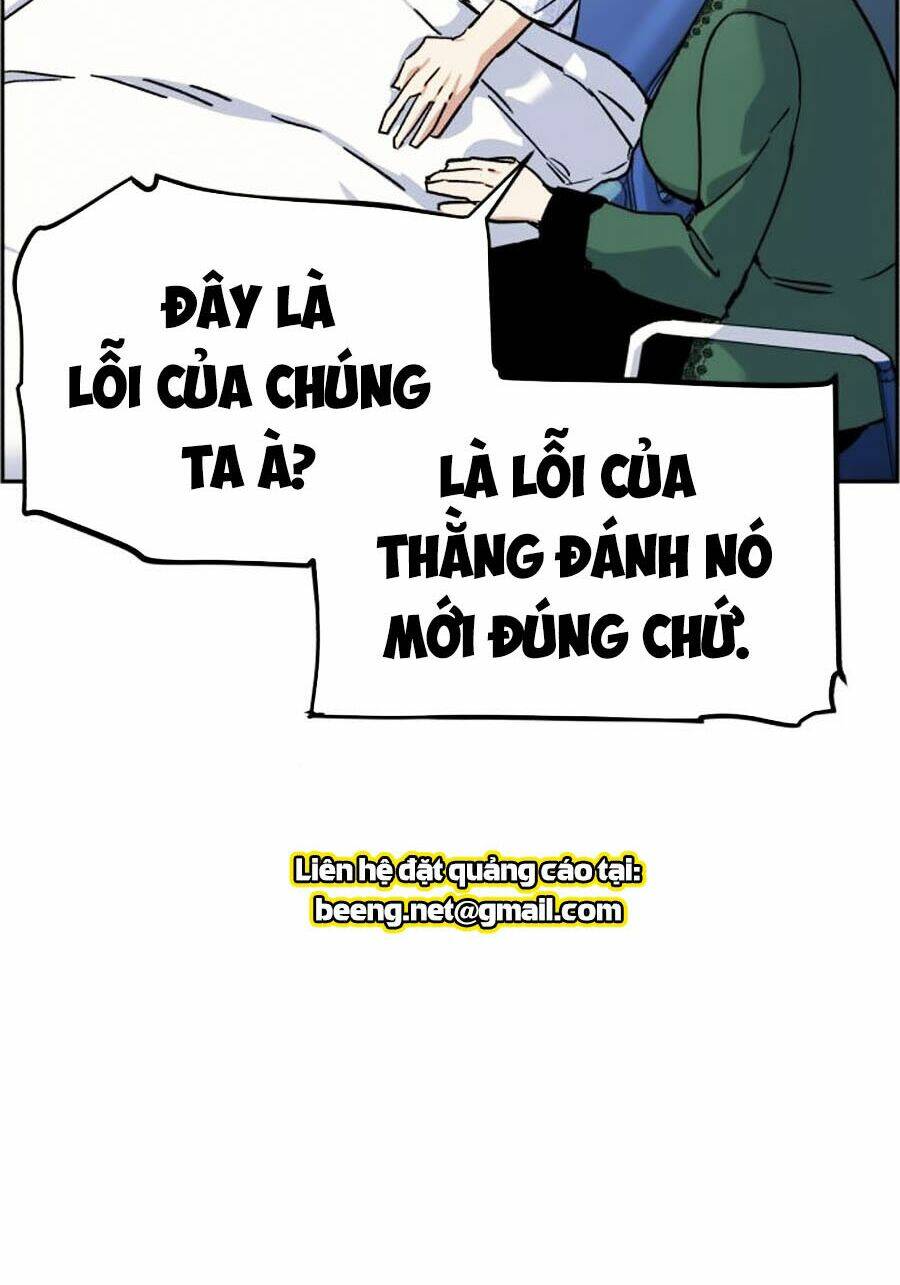 ĐÂY LÀ
LỖI CỦA CHÚNG
TA À?
LÀ LỖI CỦA
THẰNG ĐÁNH NÓ
MỚI ĐÚNG CHỨ.
Liên hệ đặt quảng cáo tại:
beeng.net@gmail.com